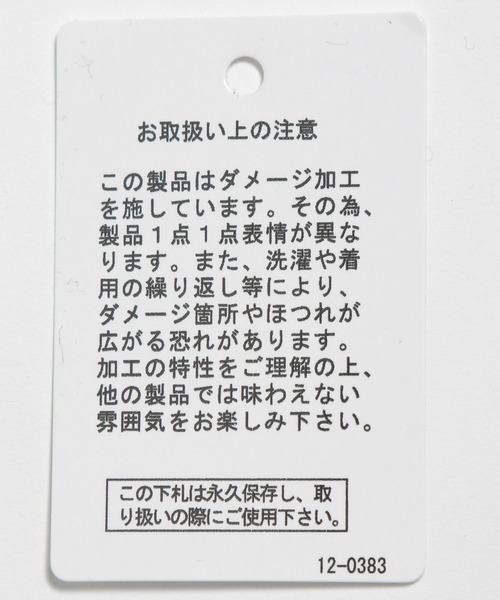 お取扱い上の注意
この製品はダメージ加工
を施しています。その為、
製品１点１点表情が異な
ります。また、洗濯や着
用の繰り返し等により、
ダメージ箇所やほつれが
広がる恐れがあります。
加工の特性をご理解の上、
他の製品では味わえない
雰囲気をお楽しみ下さい。
この下札は永久保存し、取
り扱いの際にご使用下さい。
12-0383